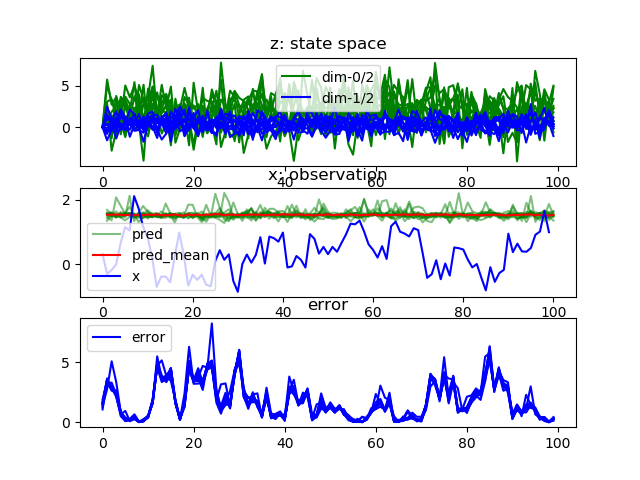 z: state space
5
0
dim-0/2
dim-1/2
0 20 40 60 80 100
x: observation
2
0
pred
pred_mean
x
0 20 40 60 80 100
error
5
0
error
0 20 40 60 80 100